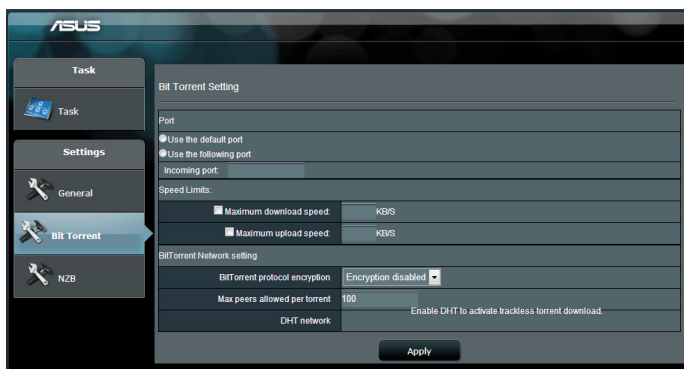 ASUS
Task
Task
Settings
General
Bit Torrent
NZB
Bit Torrent Setting
Port
Use the default port
Use the following port
Incoming port:
Speed Limits:
Maximum download speed: KB/S
Maximum upload speed: KB/S
BitTorrent Network setting
BitTorrent protocol encryption Encryption disabled
Max peers allowed per torrent 100
DHT network Enable DHT to activate trackless torrent download.
Apply